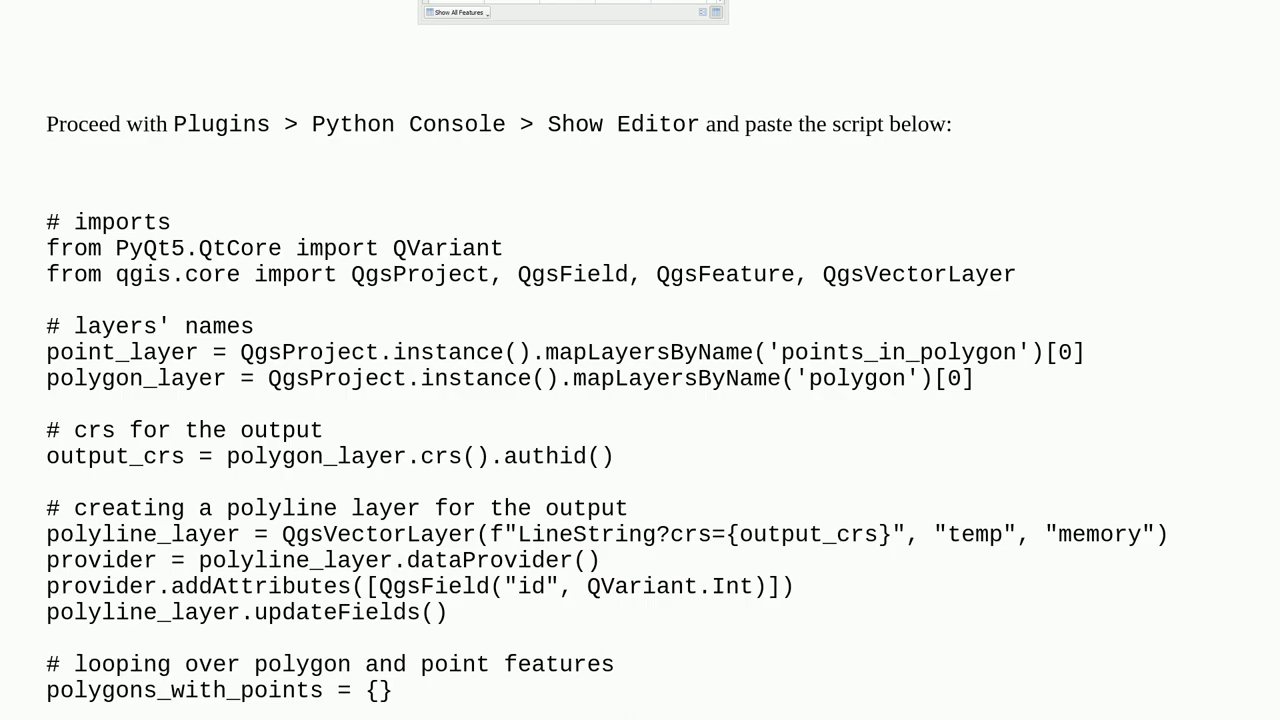 Show All Features
Proceed with Plugins > Python Console > Show Editor and paste the script below:
# imports
from PyQt5.QtCore import QVariant
from qgis.core import QgsProject, QgsField, QgsFeature, QgsVectorLayer
# layers' names
point_layer = QgsProject.instance().mapLayersByName('points_in_polygon')[0]
polygon_layer = QgsProject.instance().mapLayersByName('polygon')[0]
# crs for the output
output_crs = polygon_layer.crs().authid()
# creating a polyline layer for the output
polyline_layer = QgsVectorLayer(f"LineString?crs={output_crs}", "temp", "memory")
provider = polyline_layer.dataProvider()
provider.addAttributes([QgsField("id", QVariant.Int)])
polyline_layer.updateFields()
# looping over polygon and point features
polygons_with_points = {}